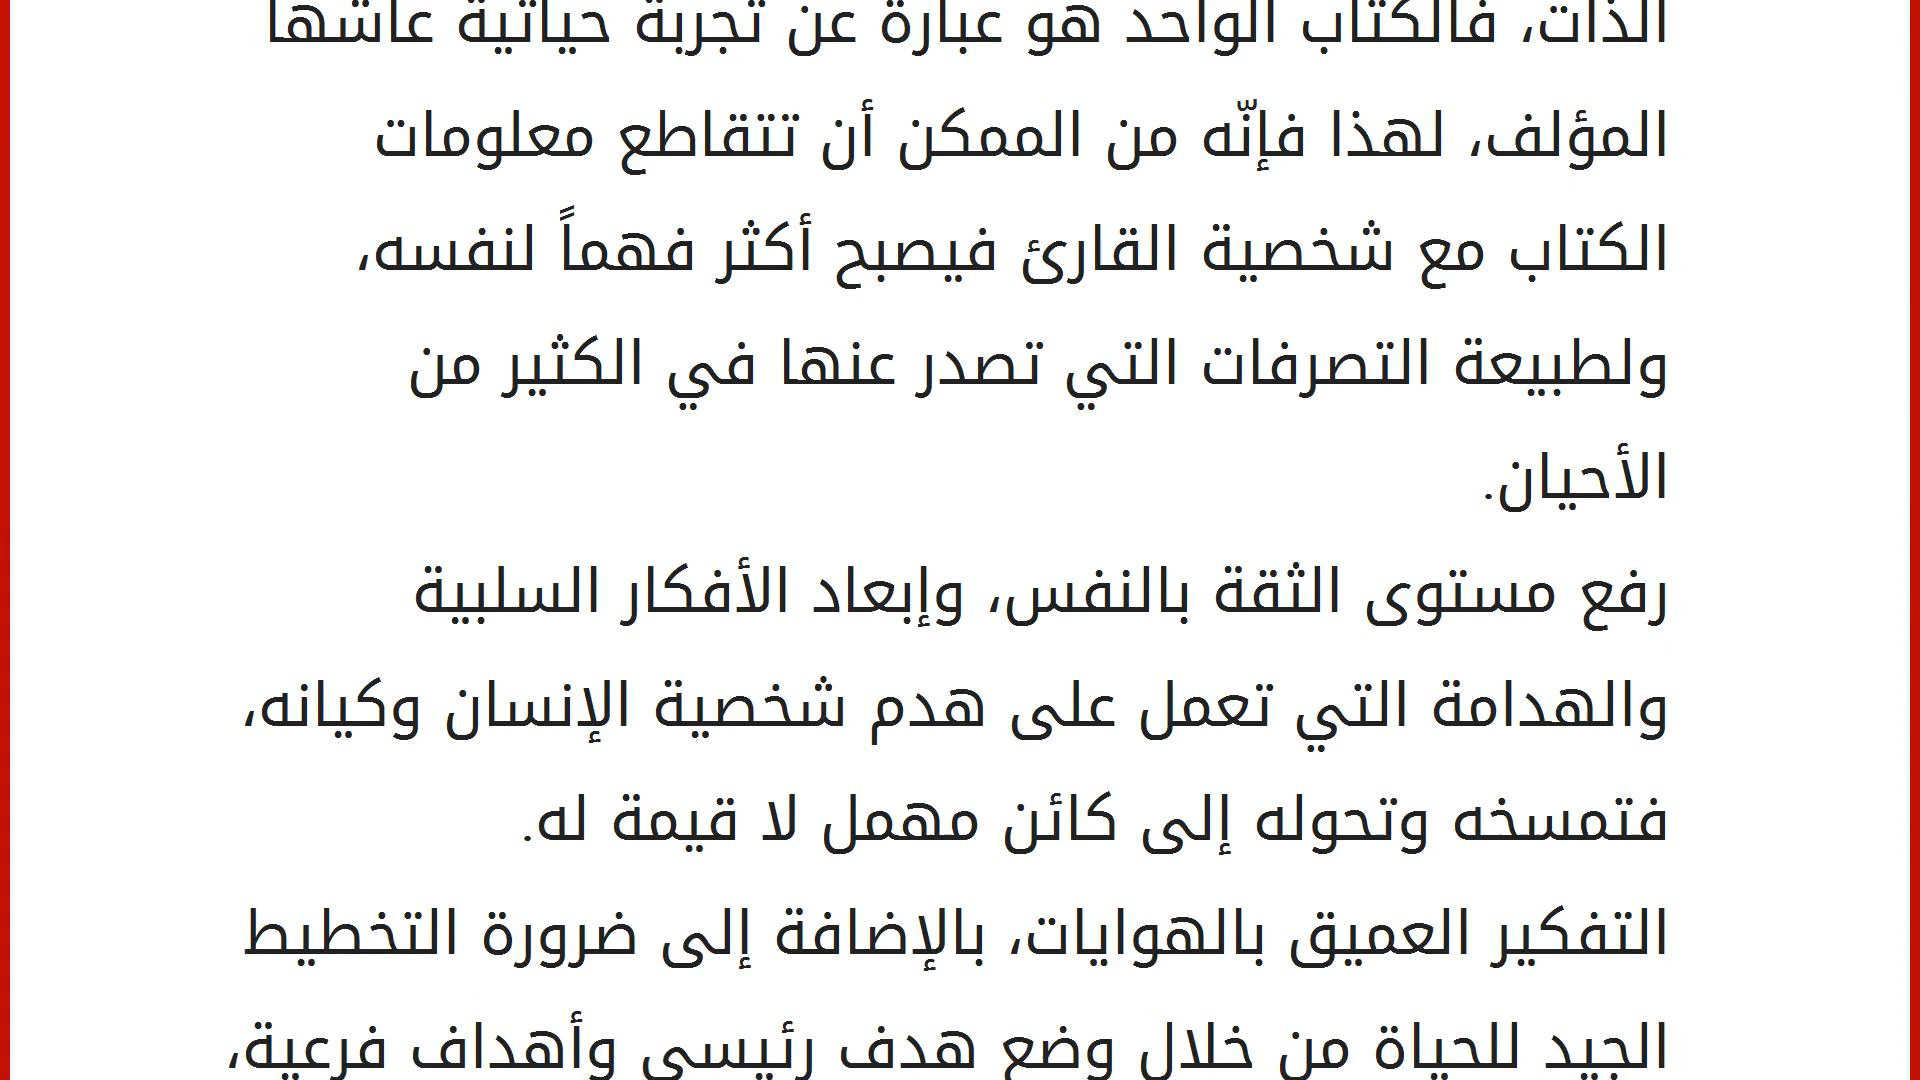 الذات، فالكتاب الواحد هو عبارة عن تجربة حياتية عاشها
المؤلف، لهذا فإنّه من الممكن أن تتقاطع معلومات
الكتاب مع شخصية القارئ فيصبح أكثر فهماً لنفسه،
ولطبيعة التصرفات التي تصدر عنها في الكثير من
الأحيان.
رفع مستوى الثقة بالنفس، وإبعاد الأفكار السلبية
والهدامة التي تعمل على هدم شخصية الإنسان وكيانه،
فتمسخه وتحوله إلى كائن مهمل لا قيمة له.
التفكير العميق بالهوايات، بالإضافة إلى ضرورة التخطيط
الجيد للحياة من خلال وضع هدف رئيسي وأهداف فرعية،